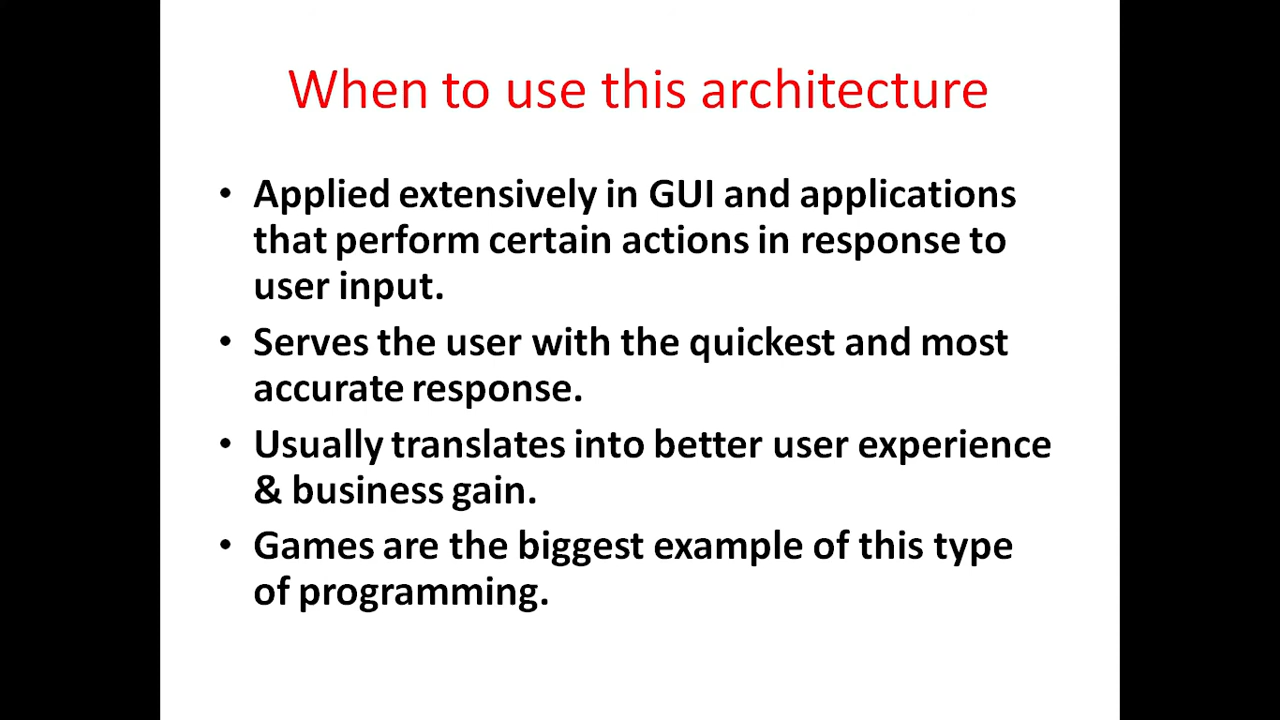 When to use this architecture
• Applied extensively in GUI and applications
that perform certain actions in response to
user input.
• Serves the user with the quickest and most
accurate response.
• Usually translates into better user experience
& business gain.
• Games are the biggest example of this type
of programming.